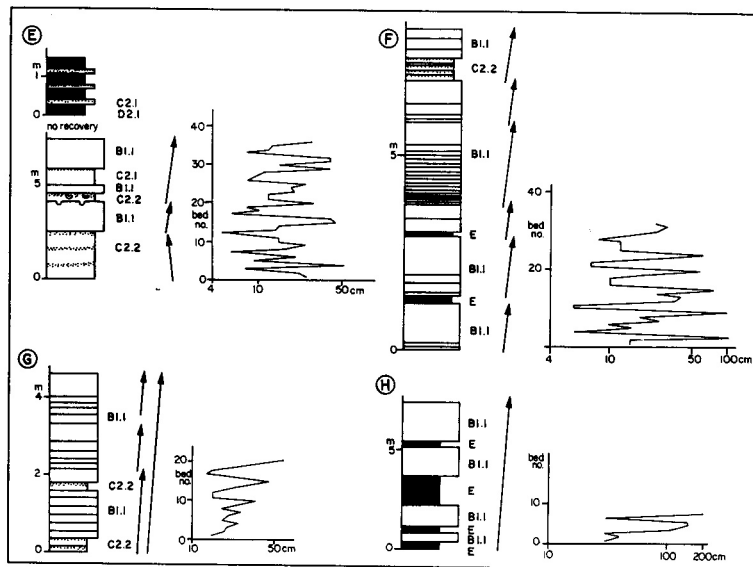 E
m
1
0
C2.1
D2.1
no recovery
B1.1
C2.1
m
5
B1.1
C2.2
B1.1
C2.2
0
40
30
20
bed
no.
10
0
4 10 50cm
F
B1.1
C2.2
m
5
B1.1
E
B1.1
E
B1.1
0
40
bed
no.
20
0
4 10 50 100cm
G
m
4
B1.1
2
C2.2
B1.1
0
C2.2
20
bed
no.
10
0
10 50cm
H
B1.1
m
5
E
B1.1
E
B1.1
E
B1.1
0
E
20
bed
no.
10
0
10 100 200cm